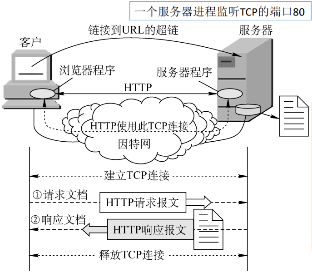 一个服务器进程监听TCP的端口80
链接到URL的超链
客户
服务器
浏览器程序
服务器程序
HTTP
HTTP使用此TCP连接
因特网
建立TCP连接
①请求文档
HTTP请求报文
②响应文档
HTTP响应报文
释放TCP连接